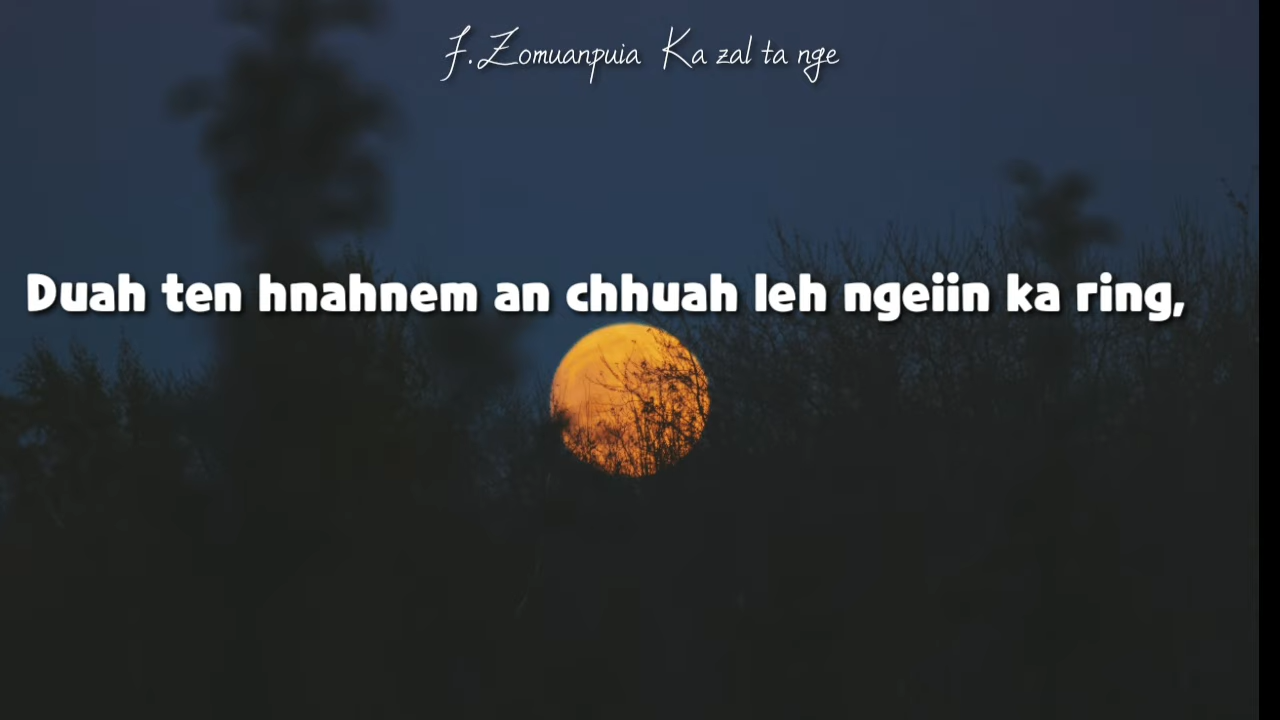 F. Zomuanpuia Ka zal ta nge
Duah ten hnahnem an chhuah leh ngeiin ka ring,